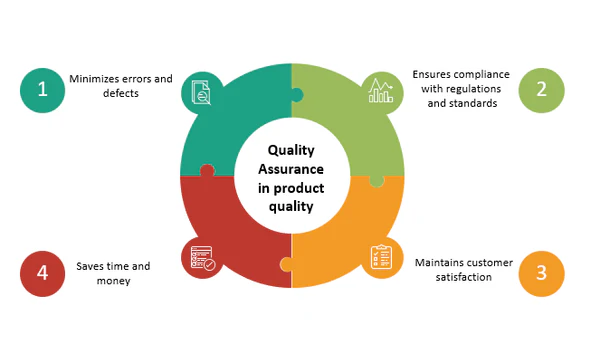 1
Minimizes errors and
defects
Ensures compliance
with regulations
and standards
2
Quality
Assurance
in product
quality
4
Saves time and
money
Maintains customer
satisfaction
3